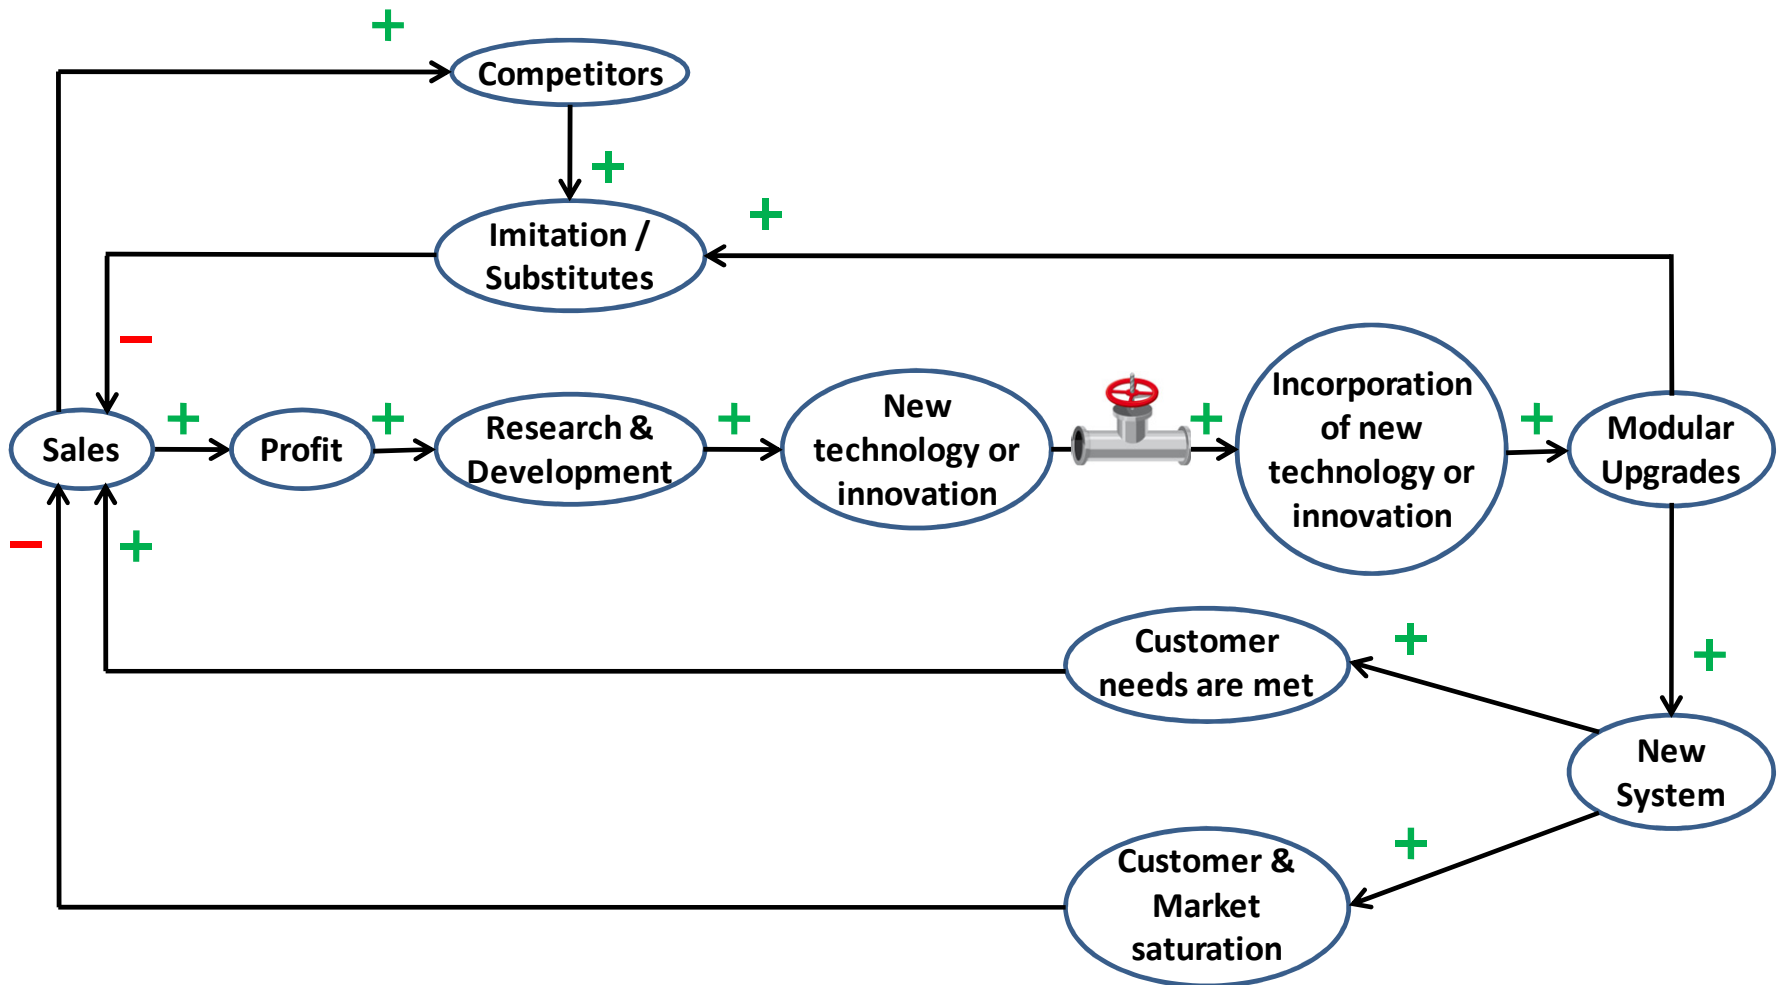 +
Competitors
+
Imitation /
Substitutes
+
−
Sales
+
Profit
+
Research &
Development
+
New
technology or
innovation
+
Incorporation
of new
technology or
innovation
+
Modular
Upgrades
−
+
Customer
needs are met
+
+
New
System
+
Customer &
Market
saturation